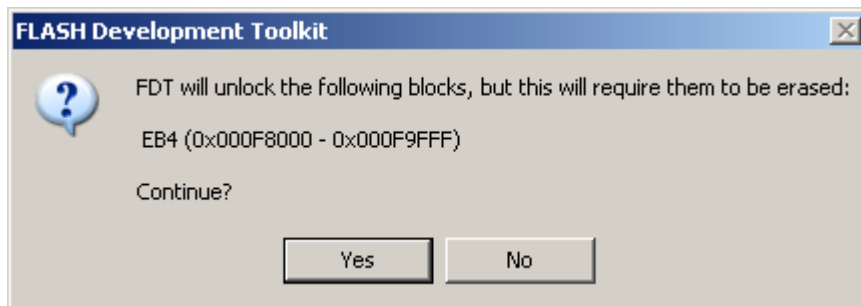 FLASH Development Toolkit
FDT will unlock the following blocks, but this will require them to be erased:
EB4 (0x000F8000 - 0x000F9FFF)
Continue?
Yes
No